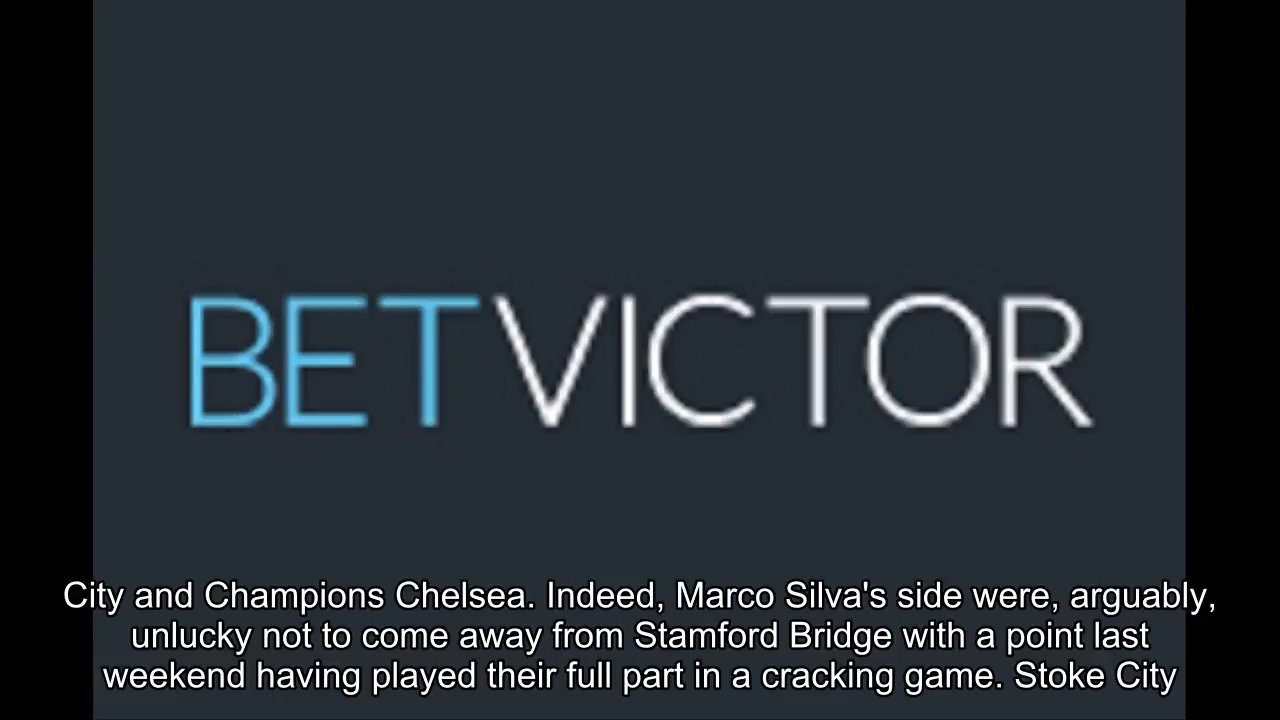 BETVICTOR
City and Champions Chelsea. Indeed, Marco Silva's side were, arguably,
unlucky not to come away from Stamford Bridge with a point last
weekend having played their full part in a cracking game. Stoke City